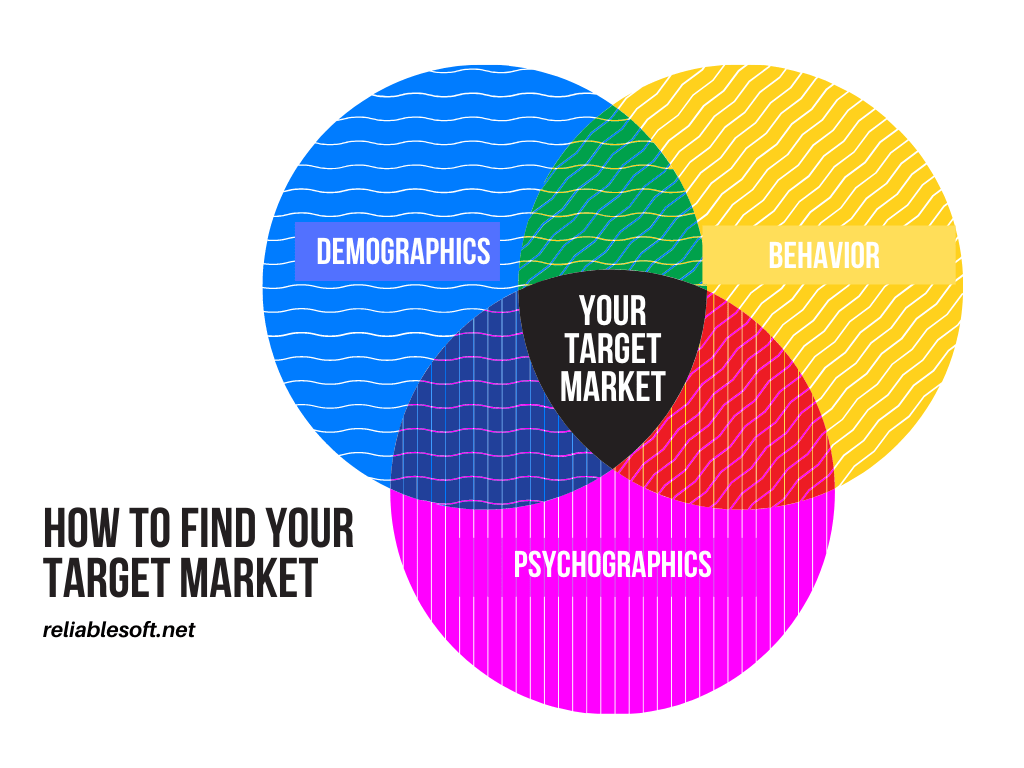 DEMOGRAPHICS
BEHAVIOR
YOUR
TARGET
MARKET
PSYCHOGRAPHICS
HOW TO FIND YOUR
TARGET MARKET
reliablesoft.net